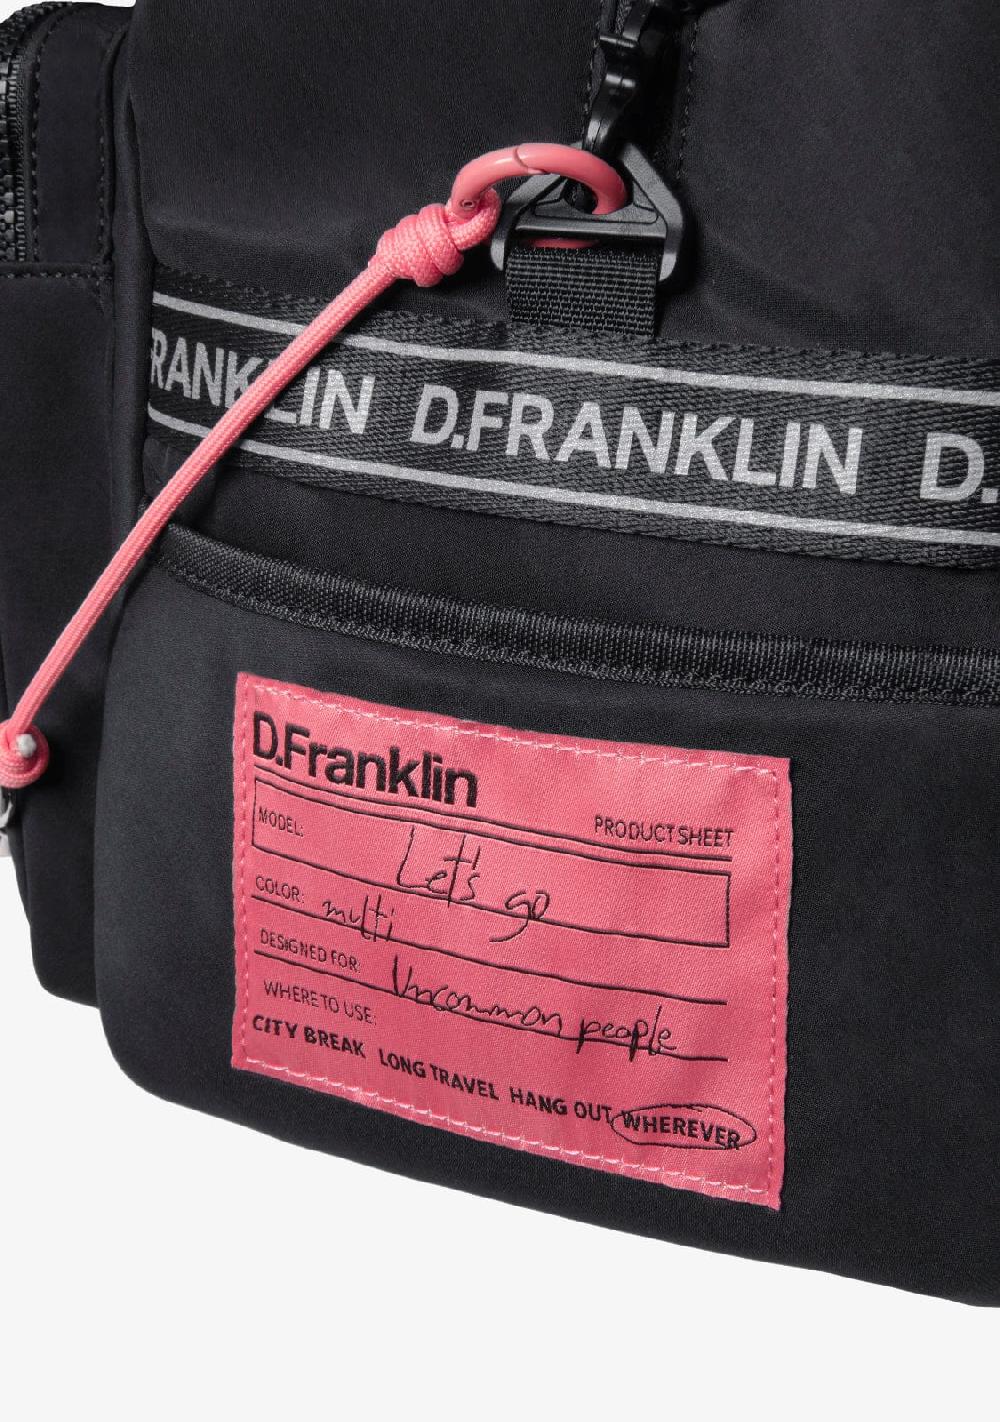 RANKLIN D.FRANKLIN D.
D.Franklin
PRODUCT SHEET
MODEL: Let's go
COLOR: multi
DESIGNED FOR: Uncommon people
WHERE TO USE:
CITY BREAK LONG TRAVEL HANG OUT WHEREVER